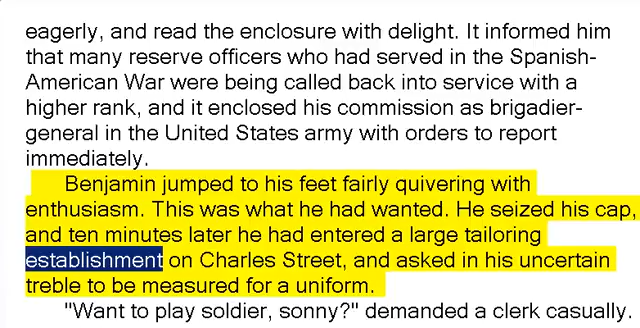 eagerly, and read the enclosure with delight. It informed him
that many reserve officers who had served in the Spanish-
American War were being called back into service with a
higher rank, and it enclosed his commission as brigadier-
general in the United States army with orders to report
immediately.
Benjamin jumped to his feet fairly quivering with
enthusiasm. This was what he had wanted. He seized his cap,
and ten minutes later he had entered a large tailoring
establishment on Charles Street, and asked in his uncertain
treble to be measured for a uniform.
"Want to play soldier, sonny?" demanded a clerk casually.